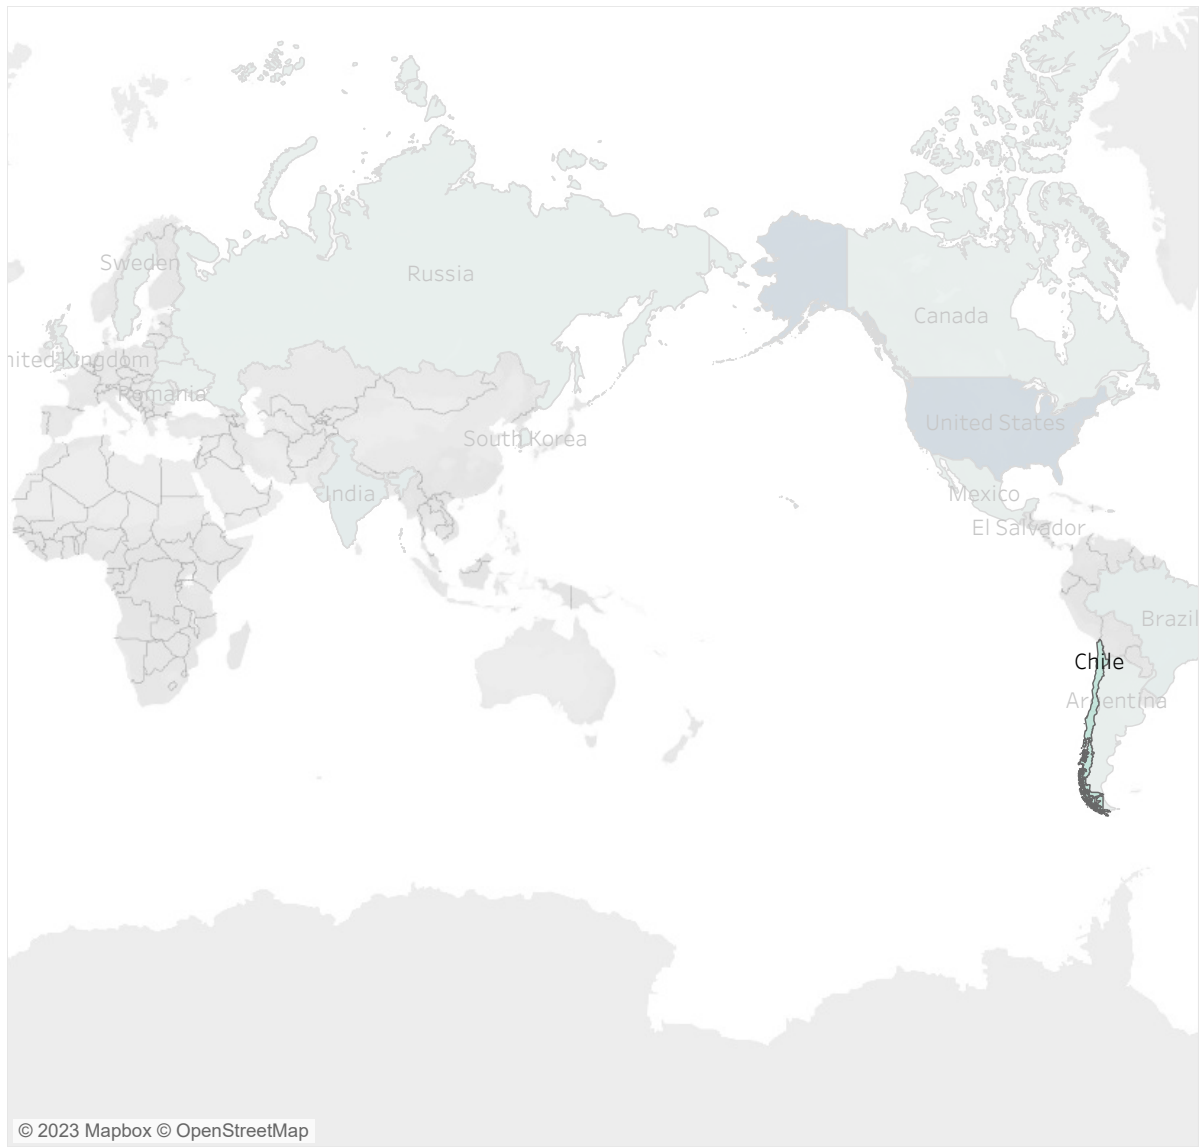 Sweden
Russia
Canada
nited Kingdom
Romania
United States
South Korea
India
Mexico
El Salvador
Brazil
Chile
Argentina
© 2023 Mapbox © OpenStreetMap